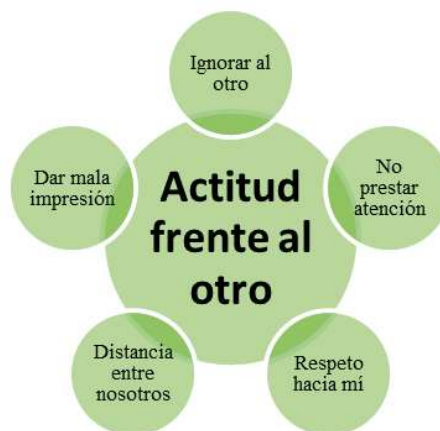 Ignorar al
otro
Dar mala
impresión
Actitud
frente al
otro
No
prestar
atención
Distancia
entre
nosotros
Respeto
hacia mí